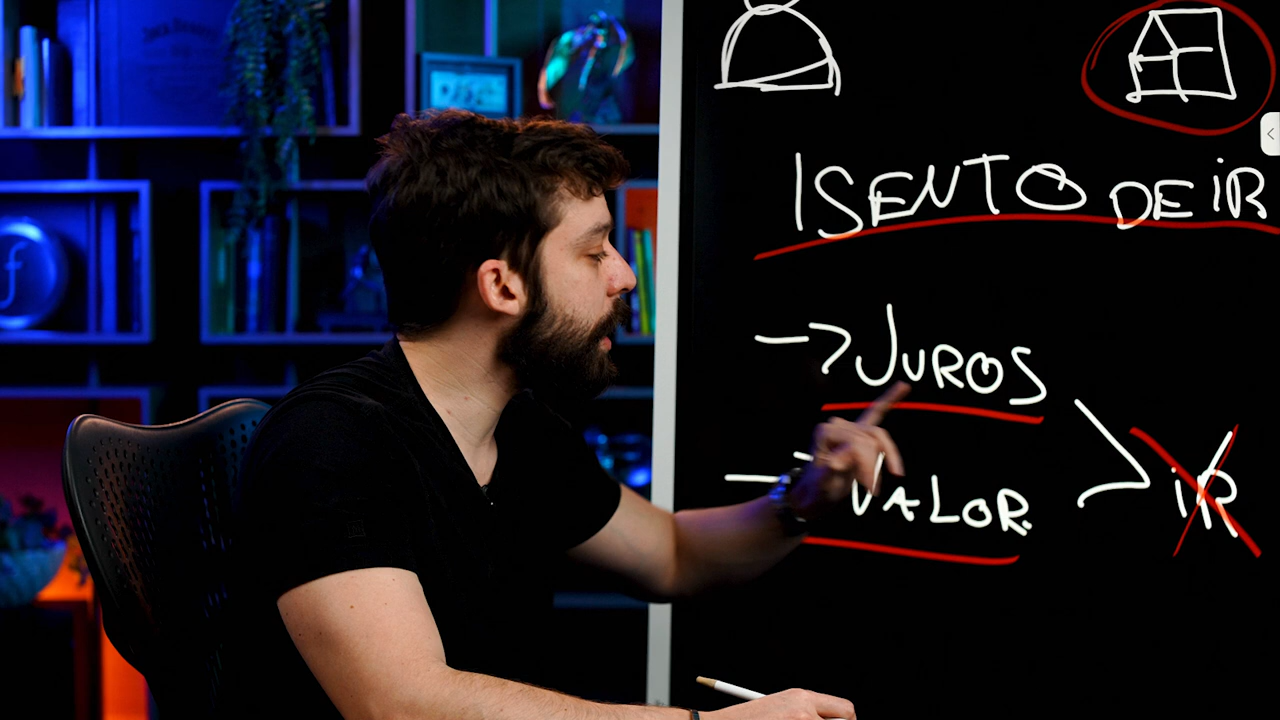 ISENTO DE iR
→ JUROS
→ VALOR
iR